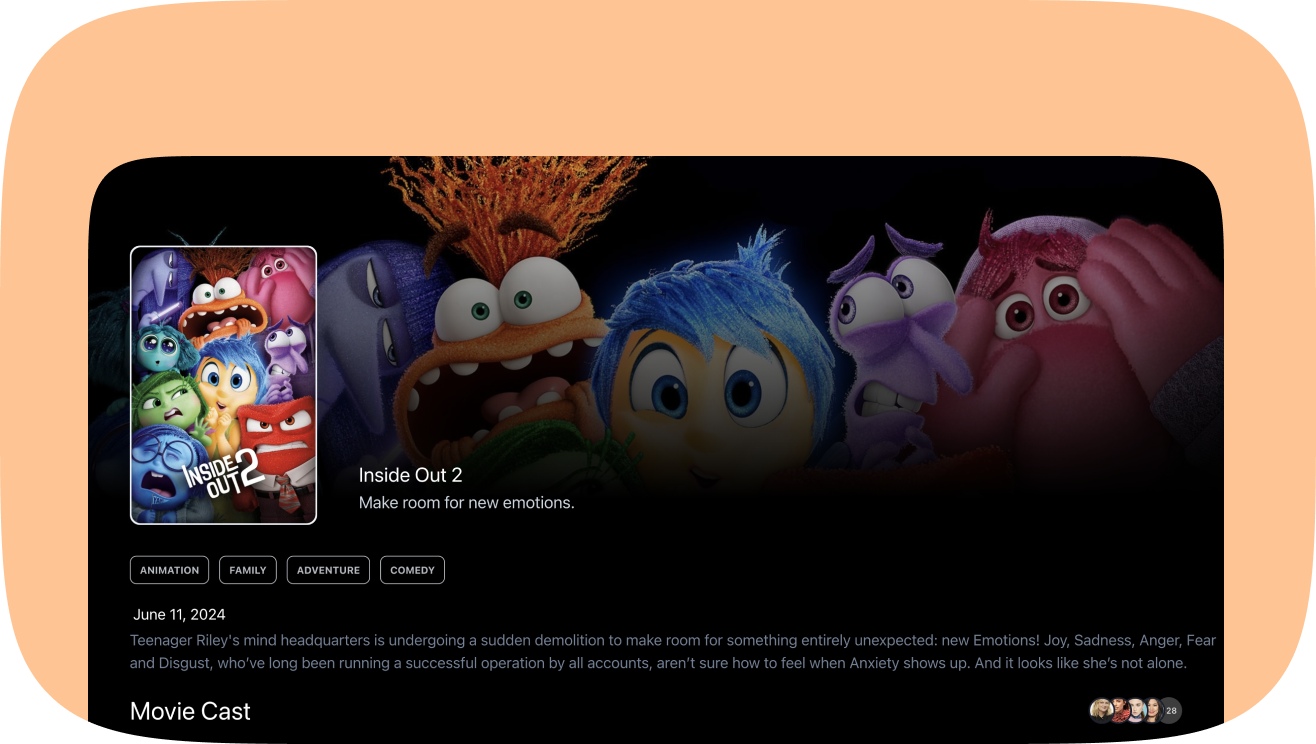 INSIDE
OUT 2
Inside Out 2
Make room for new emotions.
ANIMATION FAMILY ADVENTURE COMEDY
June 11, 2024
Teenager Riley's mind headquarters is undergoing a sudden demolition to make room for something entirely unexpected: new Emotions! Joy, Sadness, Anger, Fear
and Disgust, who’ve long been running a successful operation by all accounts, aren’t sure how to feel when Anxiety shows up. And it looks like she’s not alone.
Movie Cast 28